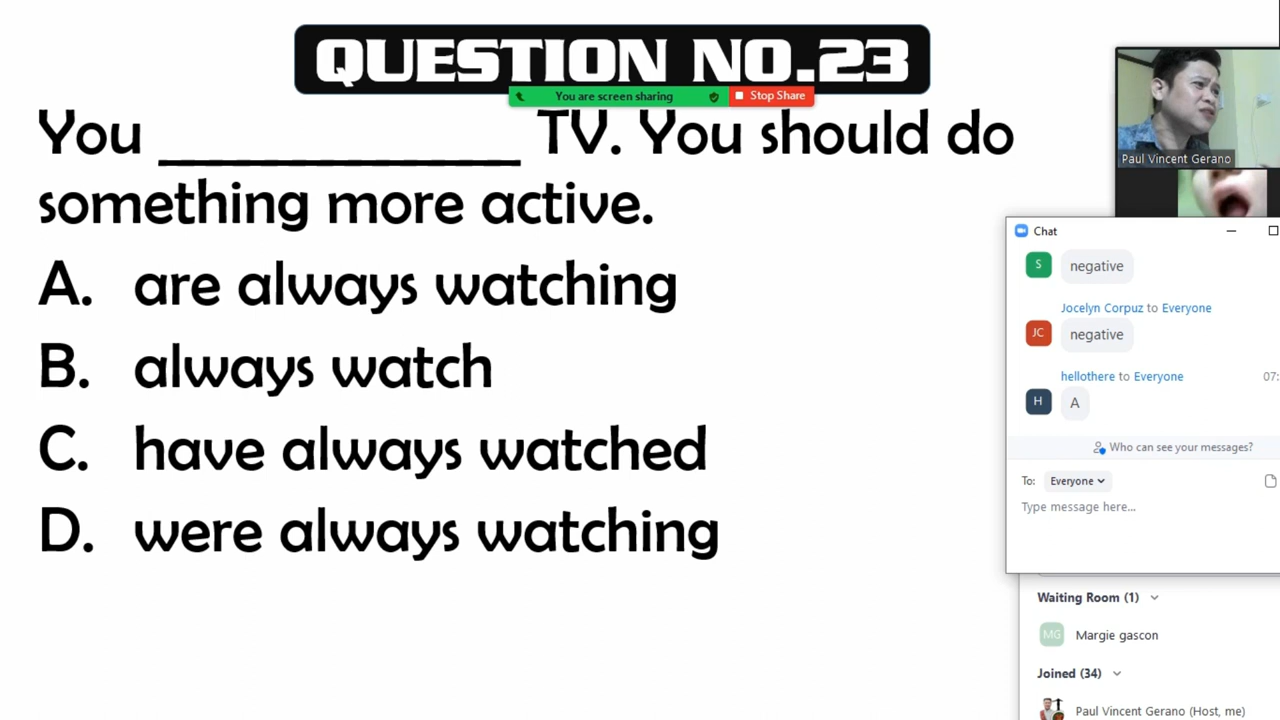 QUESTION NO.23
You are screen sharing
Stop Share
You ______________ TV. You should do
something more active.
A. are always watching
B. always watch
C. have always watched
D. were always watching
Paul Vincent Gerano
Chat
S
negative
Jocelyn Corpuz to Everyone
JC
negative
hellothere to Everyone
07:
H
A
Who can see your messages?
To: Everyone
Type message here...
Waiting Room (1)
MG
Margie gascon
Joined (34)
Paul Vincent Gerano (Host, me)